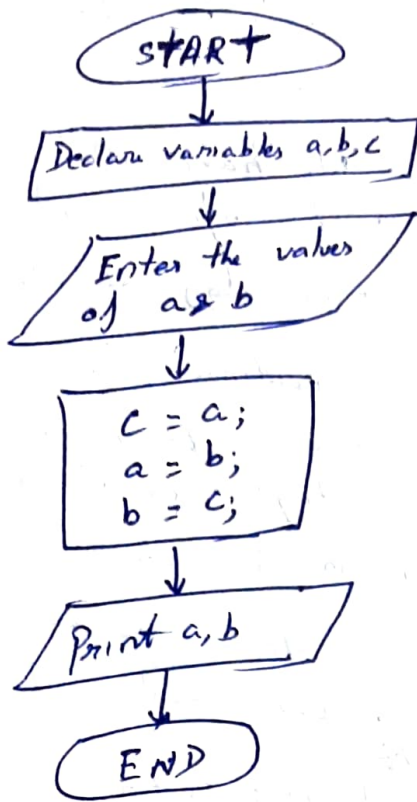 START
Declare variables a,b,c
Enter the values
of a & b
c = a;
a = b;
b = c;
Print a, b
END